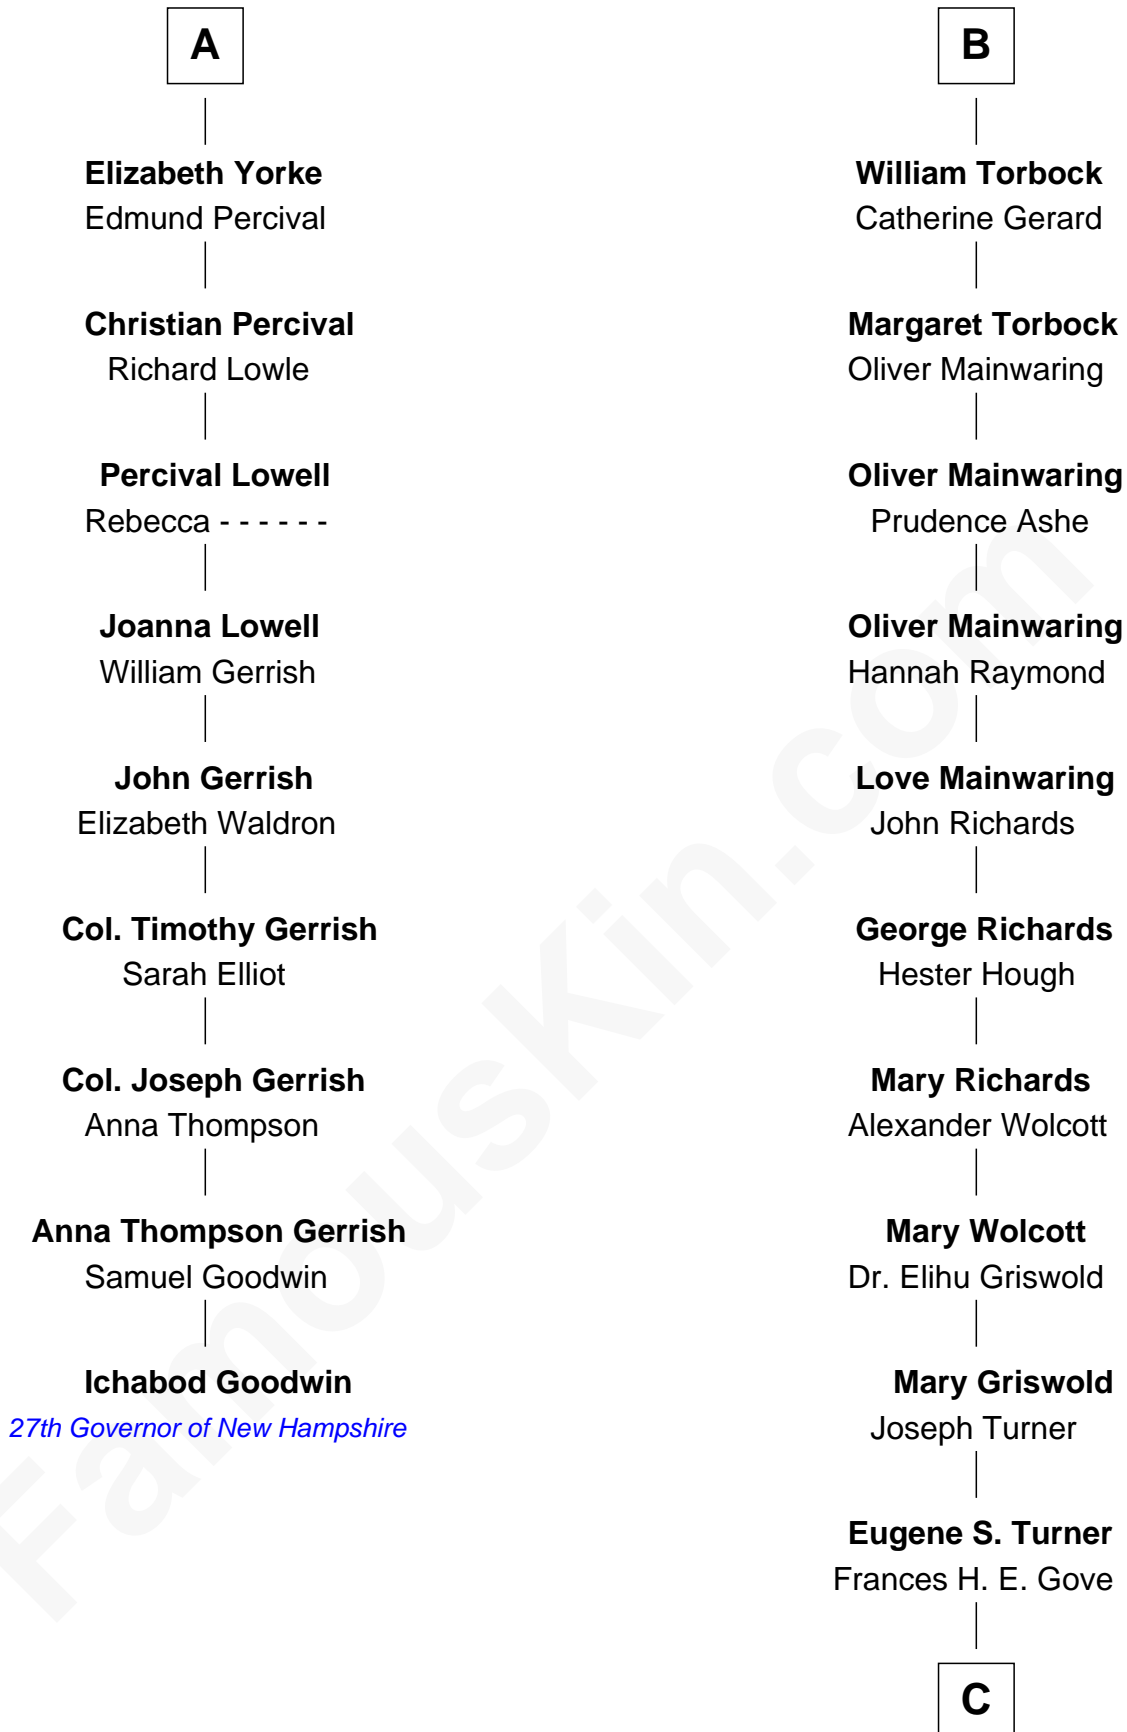 A
Elizabeth Yorke
Edmund Percival
Christian Percival
Richard Lowle
Percival Lowell
Rebecca - - - - - -
Joanna Lowell
William Gerrish
John Gerrish
Elizabeth Waldron
Col. Timothy Gerrish
Sarah Elliot
Col. Joseph Gerrish
Anna Thompson
Anna Thompson Gerrish
Samuel Goodwin
Ichabod Goodwin
27th Governor of New Hampshire
B
William Torbock
Catherine Gerard
Margaret Torbock
Oliver Mainwaring
Oliver Mainwaring
Prudence Ashe
Oliver Mainwaring
Hannah Raymond
Love Mainwaring
John Richards
George Richards
Hester Hough
Mary Richards
Alexander Wolcott
Mary Wolcott
Dr. Elihu Griswold
Mary Griswold
Joseph Turner
Eugene S. Turner
Frances H. E. Gove
C
FamousKin.com